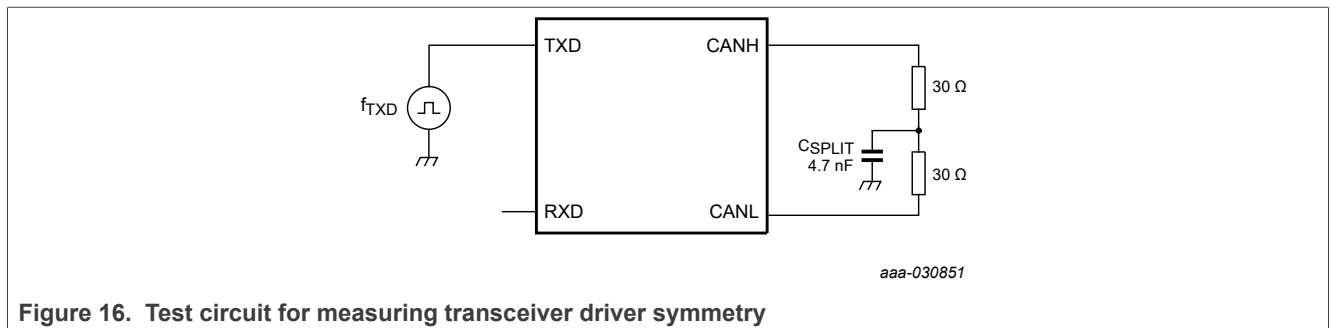 TXD
CANH
30 Ω
fTXD
CSPLIT
4.7 nF
30 Ω
RXD
CANL
aaa-030851
Figure 16. Test circuit for measuring transceiver driver symmetry